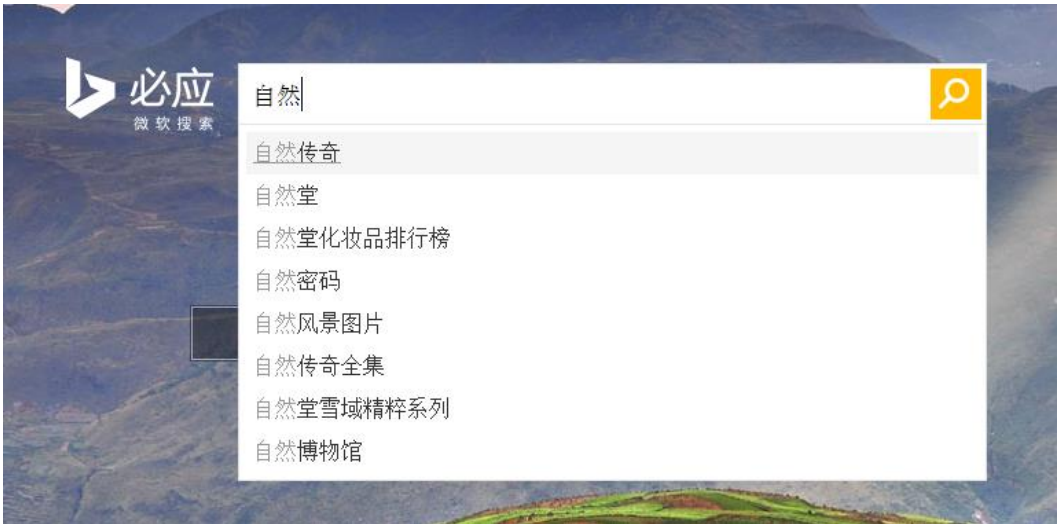 必应
微软搜索
自然
自然传奇
自然堂
自然堂化妆品排行榜
自然密码
自然风景图片
自然传奇全集
自然堂雪域精粹系列
自然博物馆